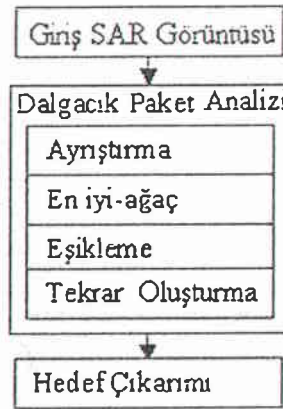 Giriş SAR Görüntüsü
Dalgacık Paket Analizi
Ayrıştırma
En iyi-ağaç
Eşikleme
Tekrar Oluşturma
Hedef Çıkarımı